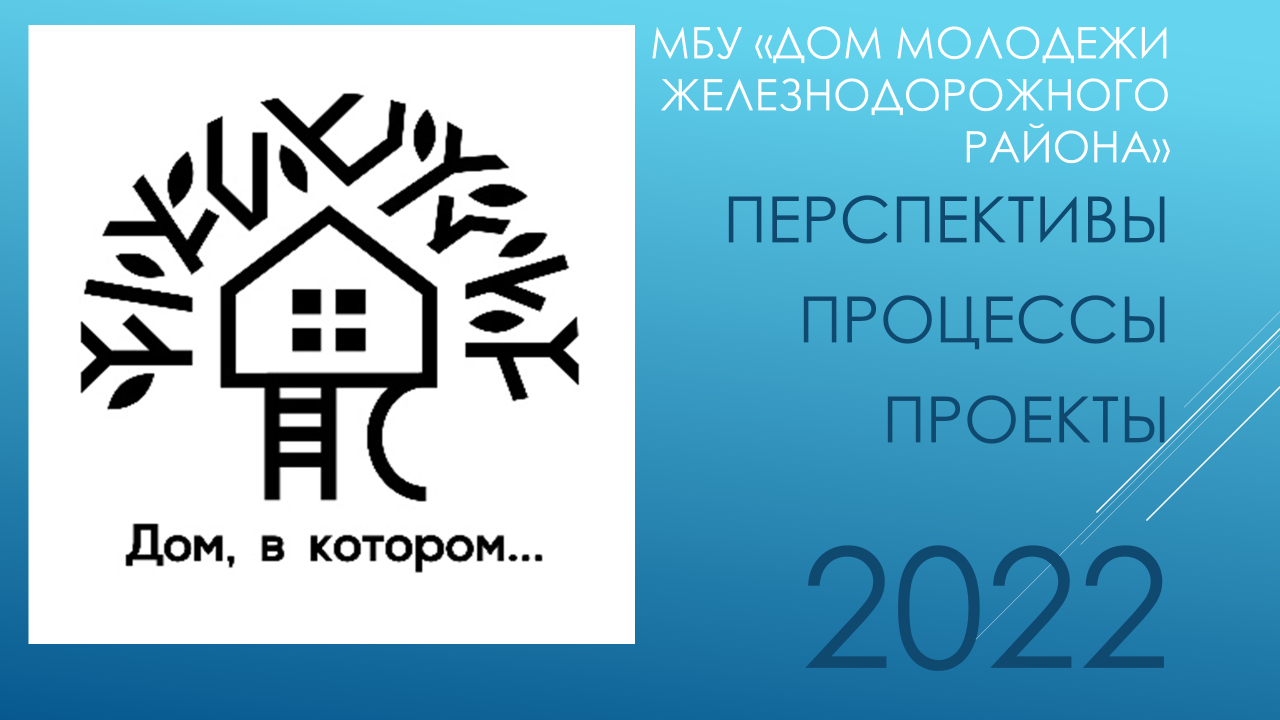 МБУ «ДОМ МОЛОДЕЖИ
ЖЕЛЕЗНОДОРОЖНОГО
РАЙОНА»
ПЕРСПЕКТИВЫ
ПРОЦЕССЫ
ПРОЕКТЫ
2022
Дом, в котором...